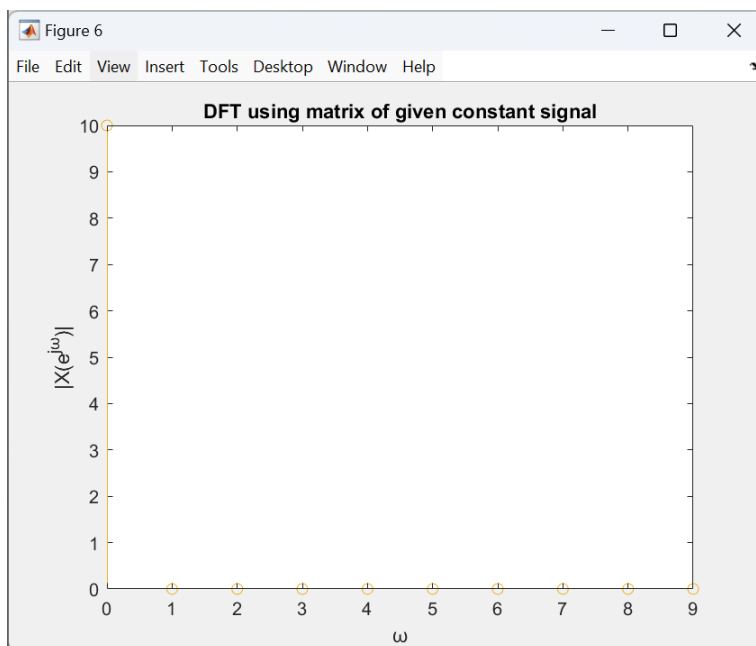 Figure 6
File Edit View Insert Tools Desktop Window Help
DFT using matrix of given constant signal
10
9
8
7
6
5
4
3
2
1
0
|X(e^jω)|
0 1 2 3 4 5 6 7 8 9
ω